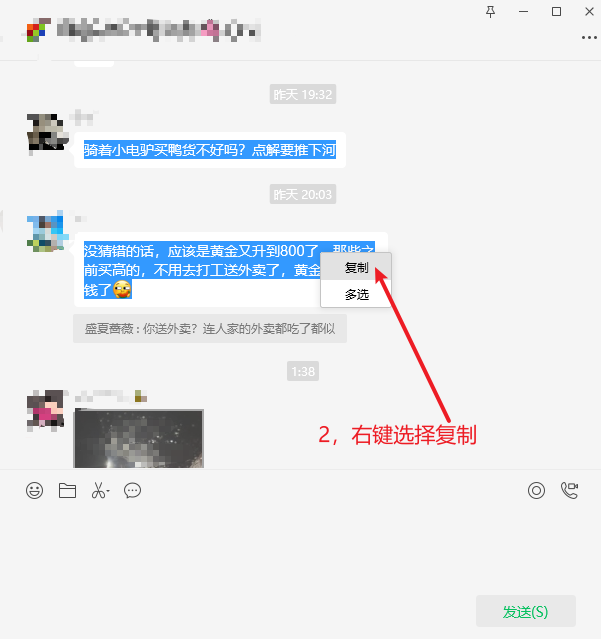 昨天 19:32
骑着小电驴买鸭货不好吗？点解要推下河
昨天 20:03
没猜错的话，应该是黄金又升到800了，那些之
前买高的，不用去打工送外卖了，黄金
钱了
复制
多选
盛夏薔薇 : 你送外卖？连人家的外卖都吃了都似
1:38
2，右键选择复制
发送(S)